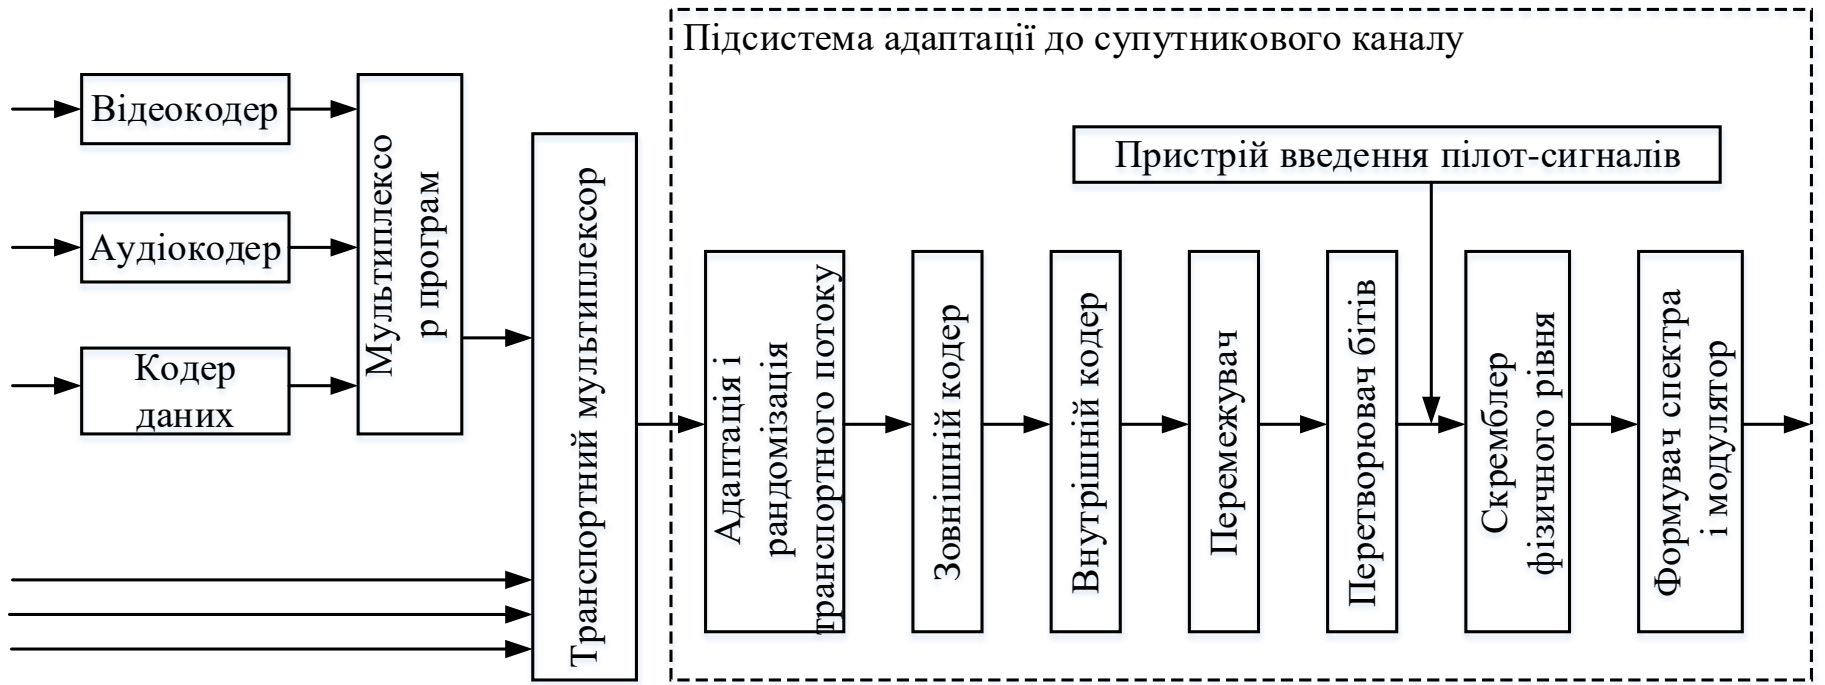 Підсистема адаптації до супутникового каналу
Відеокодер
Аудіокодер
Кодер
даних
Мультиплексо
р програм
Транспортний мультиплексор
Пристрій введення пілот-сигналів
Адаптація і
рандомізація
транспортного потоку
Зовнішній кодер
Внутрішній кодер
Перемежувач
Перетворювач бітів
Скремблер
фізичного рівня
Формувач спектра
і модулятор